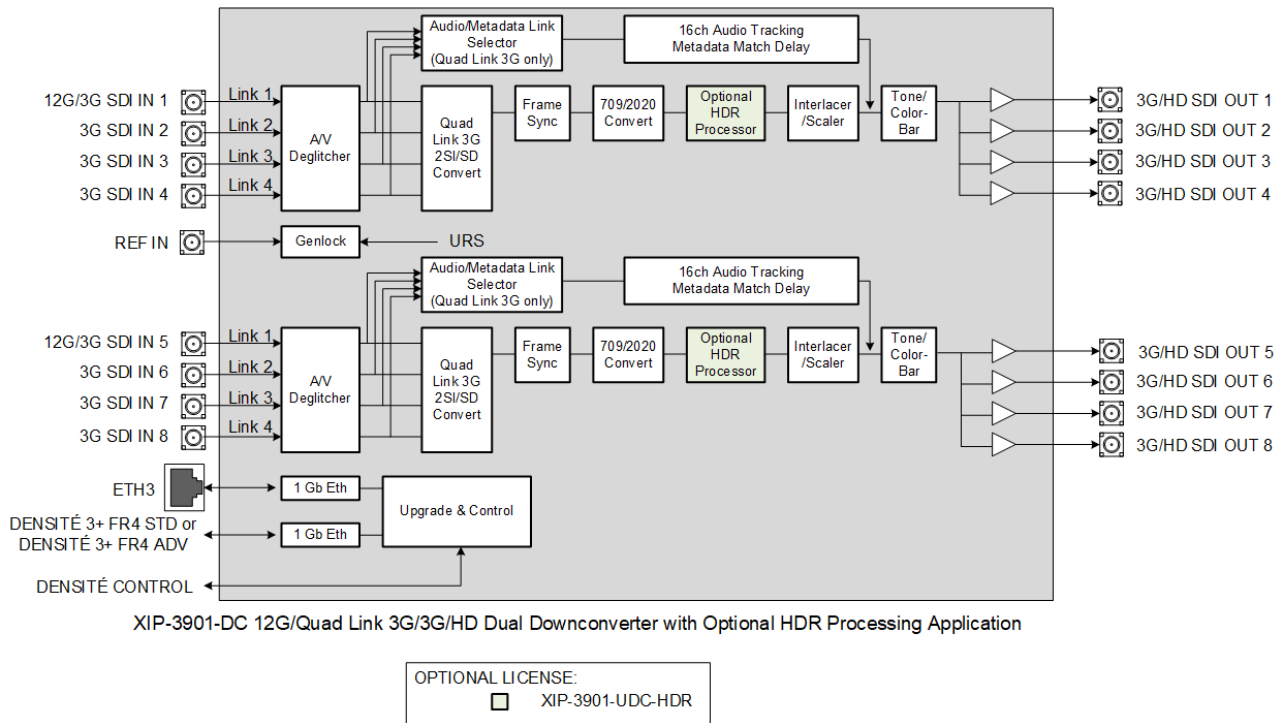 Audio/Metadata Link
Selector
(Quad Link 3G only)
16ch Audio Tracking
Metadata Match Delay
12G/3G SDI IN 1
3G SDI IN 2
3G SDI IN 3
3G SDI IN 4
Link 1
Link 2
Link 3
Link 4
A/V
Deglitcher
Quad
Link 3G
2SI/SD
Convert
Frame
Sync
709/2020
Convert
Optional
HDR
Processor
Interlacer
/Scaler
Tone/
Color-
Bar
3G/HD SDI OUT 1
3G/HD SDI OUT 2
3G/HD SDI OUT 3
3G/HD SDI OUT 4
REF IN
Genlock
URS
Audio/Metadata Link
Selector
(Quad Link 3G only)
16ch Audio Tracking
Metadata Match Delay
12G/3G SDI IN 5
3G SDI IN 6
3G SDI IN 7
3G SDI IN 8
Link 1
Link 2
Link 3
Link 4
A/V
Deglitcher
Quad
Link 3G
2SI/SD
Convert
Frame
Sync
709/2020
Convert
Optional
HDR
Processor
Interlacer
/Scaler
Tone/
Color-
Bar
3G/HD SDI OUT 5
3G/HD SDI OUT 6
3G/HD SDI OUT 7
3G/HD SDI OUT 8
ETH3
1 Gb Eth
Upgrade & Control
DENSITÉ 3+ FR4 STD or
DENSITÉ 3+ FR4 ADV
1 Gb Eth
DENSITÉ CONTROL
XIP-3901-DC 12G/Quad Link 3G/3G/HD Dual Downconverter with Optional HDR Processing Application
OPTIONAL LICENSE:
XIP-3901-UDC-HDR